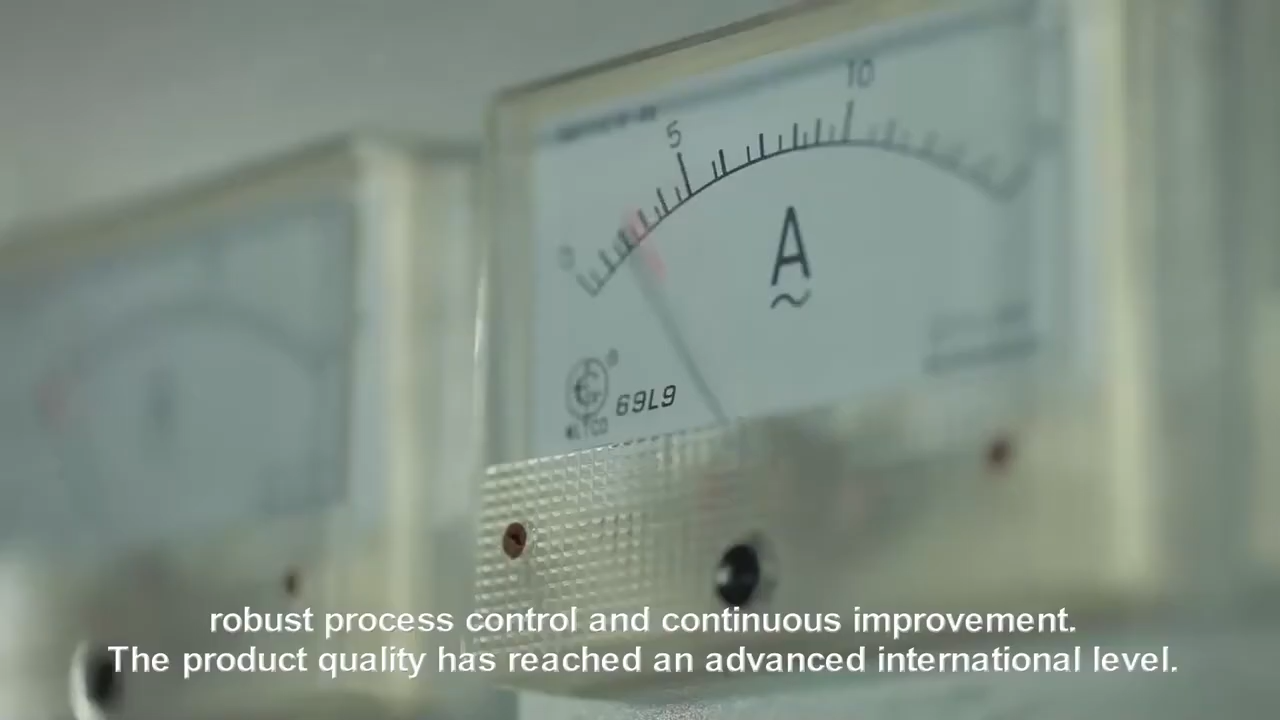 10
5
0
A
69L9
robust process control and continuous improvement.
The product quality has reached an advanced international level.